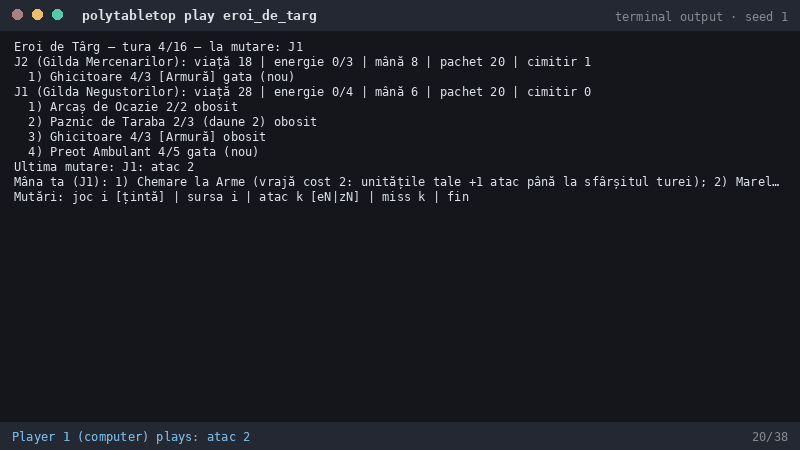 polytabletop play eroi_de_targ
terminal output · seed 1
Eroi de Târg — tura 4/16 — la mutare: J1
J2 (Gilda Mercenarilor): viață 18 | energie 0/3 | mână 8 | pachet 20 | cimitir 1
1) Ghicitoare 4/3 [Armură] gata (nou)
J1 (Gilda Negustorilor): viață 28 | energie 0/4 | mână 6 | pachet 20 | cimitir 0
1) Arcaș de Ocazie 2/2 obosit
2) Paznic de Taraba 2/3 (daune 2) obosit
3) Ghicitoare 4/3 [Armură] obosit
4) Preot Ambulant 4/5 gata (nou)
Ultima mutare: J1: atac 2
Mâna ta (J1): 1) Chemare la Arme (vrajă cost 2: unitățile tale +1 atac până la sfârșitul turei); 2) Marel…
Mutări: joc i [țintă] | sursa i | atac k [eN|zN] | miss k | fin
Player 1 (computer) plays: atac 2
20/38